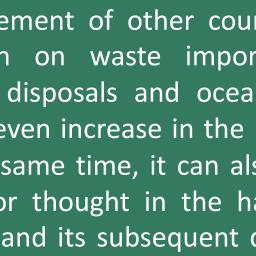 ement of other cour
n on waste impor
disposals and ocea
even increase in the
same time, it can als
or thought in the ha
and its subsequent